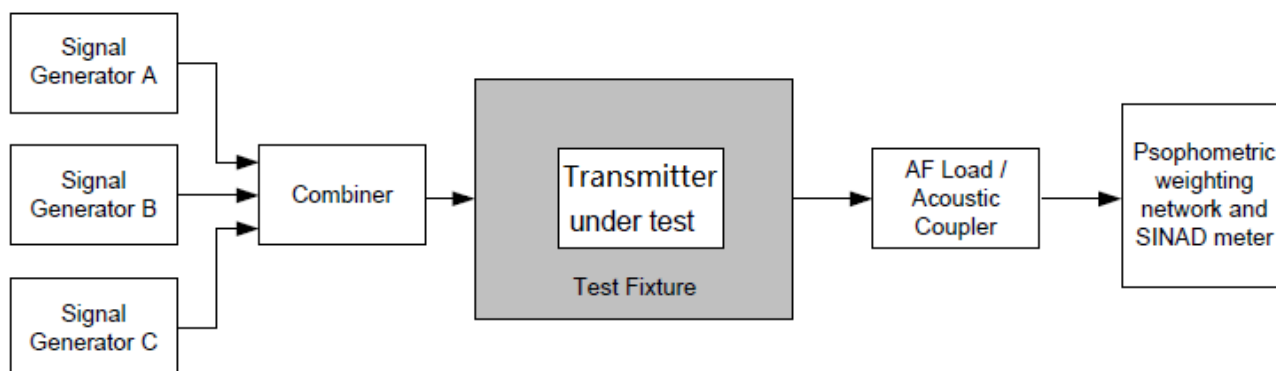 Signal
Generator A
Signal
Generator B
Signal
Generator C
Combiner
Transmitter
under test
Test Fixture
AF Load /
Acoustic
Coupler
Psophometric
weighting
network and
SINAD meter